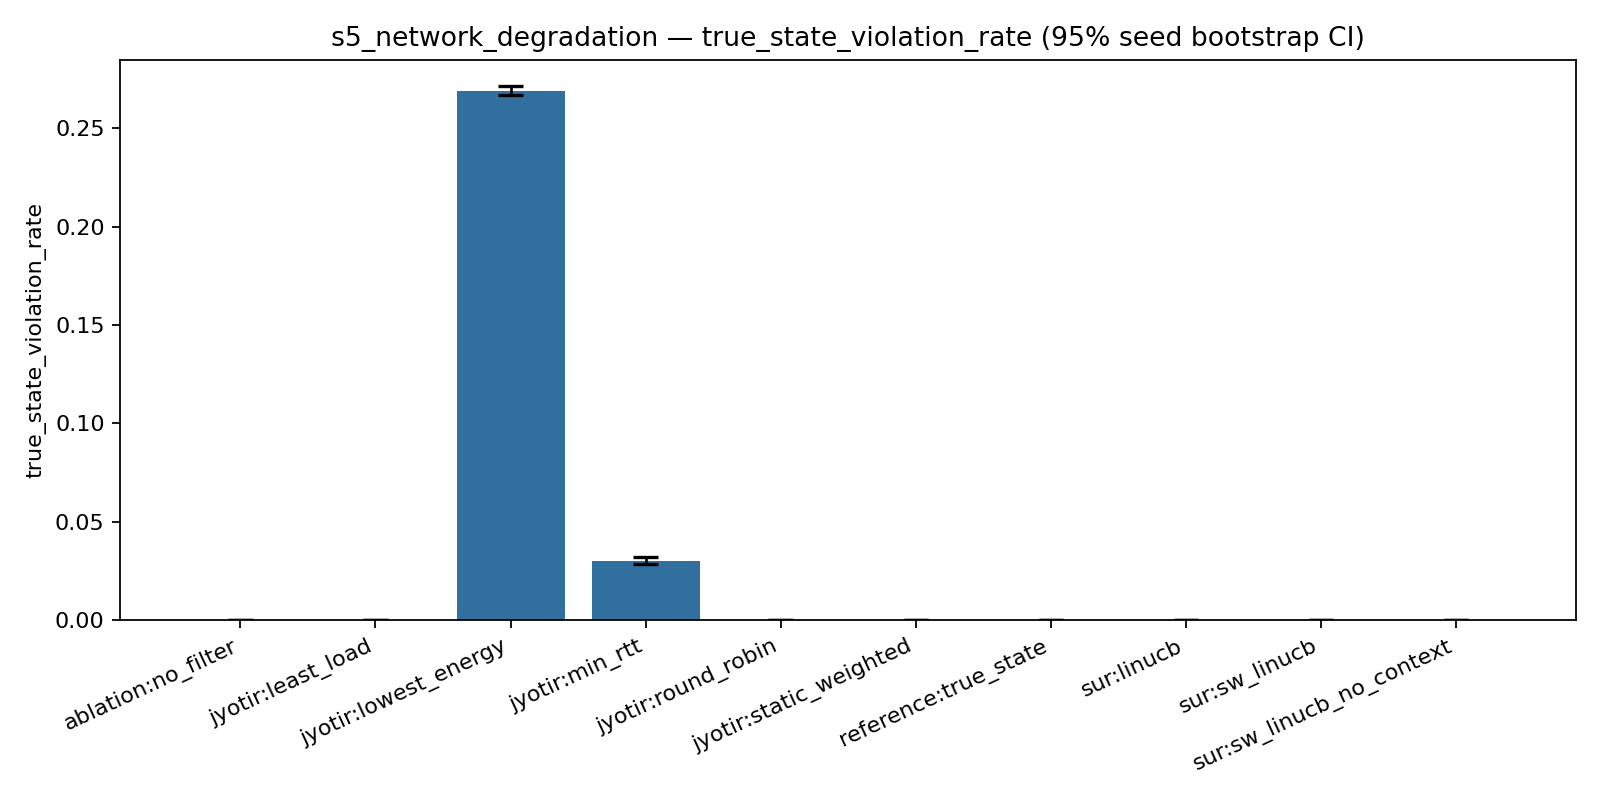 s5_network_degradation — true_state_violation_rate (95% seed bootstrap CI)
true_state_violation_rate
0.25
0.20
0.15
0.10
0.05
0.00
ablation:no_filter
jyotir:least_load
jyotir:lowest_energy
jyotir:min_rtt
jyotir:round_robin
jyotir:static_weighted
reference:true_state
sur:linucb
sur:sw_linucb
sur:sw_linucb_no_context